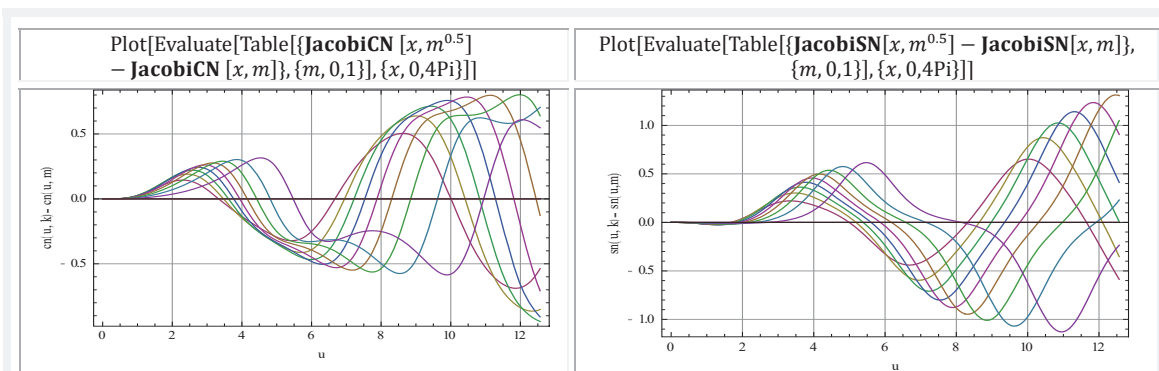 Plot[Evaluate[Table[{JacobiCN [x, m^0.5]
− JacobiCN [x, m]}, {m, 0,1}], {x, 0,4Pi}]]
Plot[Evaluate[Table[{JacobiSN[x, m^0.5] − JacobiSN[x, m]},
{m, 0,1}], {x, 0,4Pi}]]
cn( u, k)- cn( u, m)
0.5
0.0
- 0.5
0 2 4 6 8 10 12
u
sn( u, k)- sn( u,m)
1.0
0.5
0.0
- 0.5
- 1.0
0 2 4 6 8 10 12
u